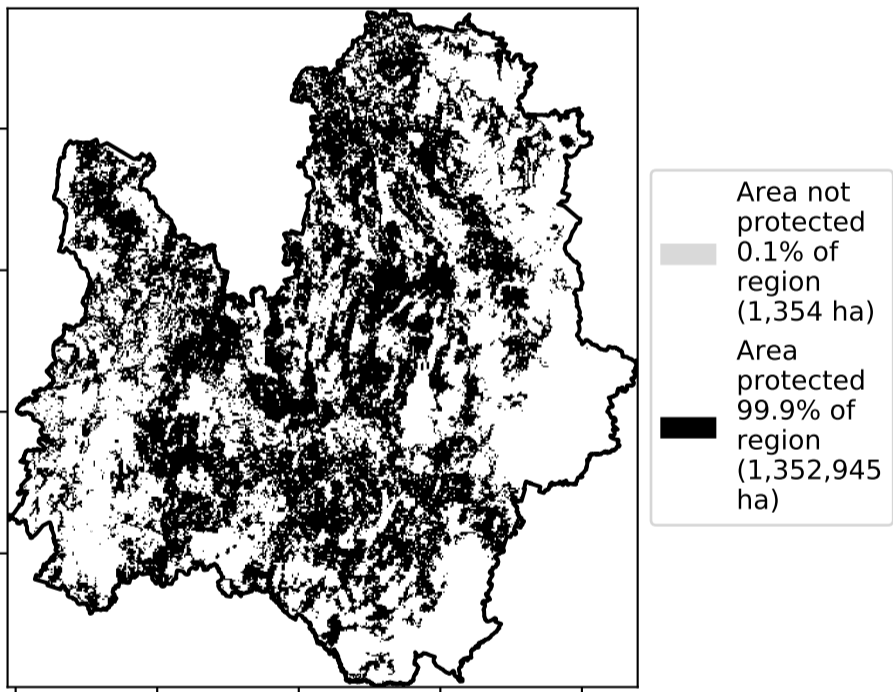 Area not
protected
0.1% of
region
(1,354 ha)
Area
protected
99.9% of
region
(1,352,945
ha)